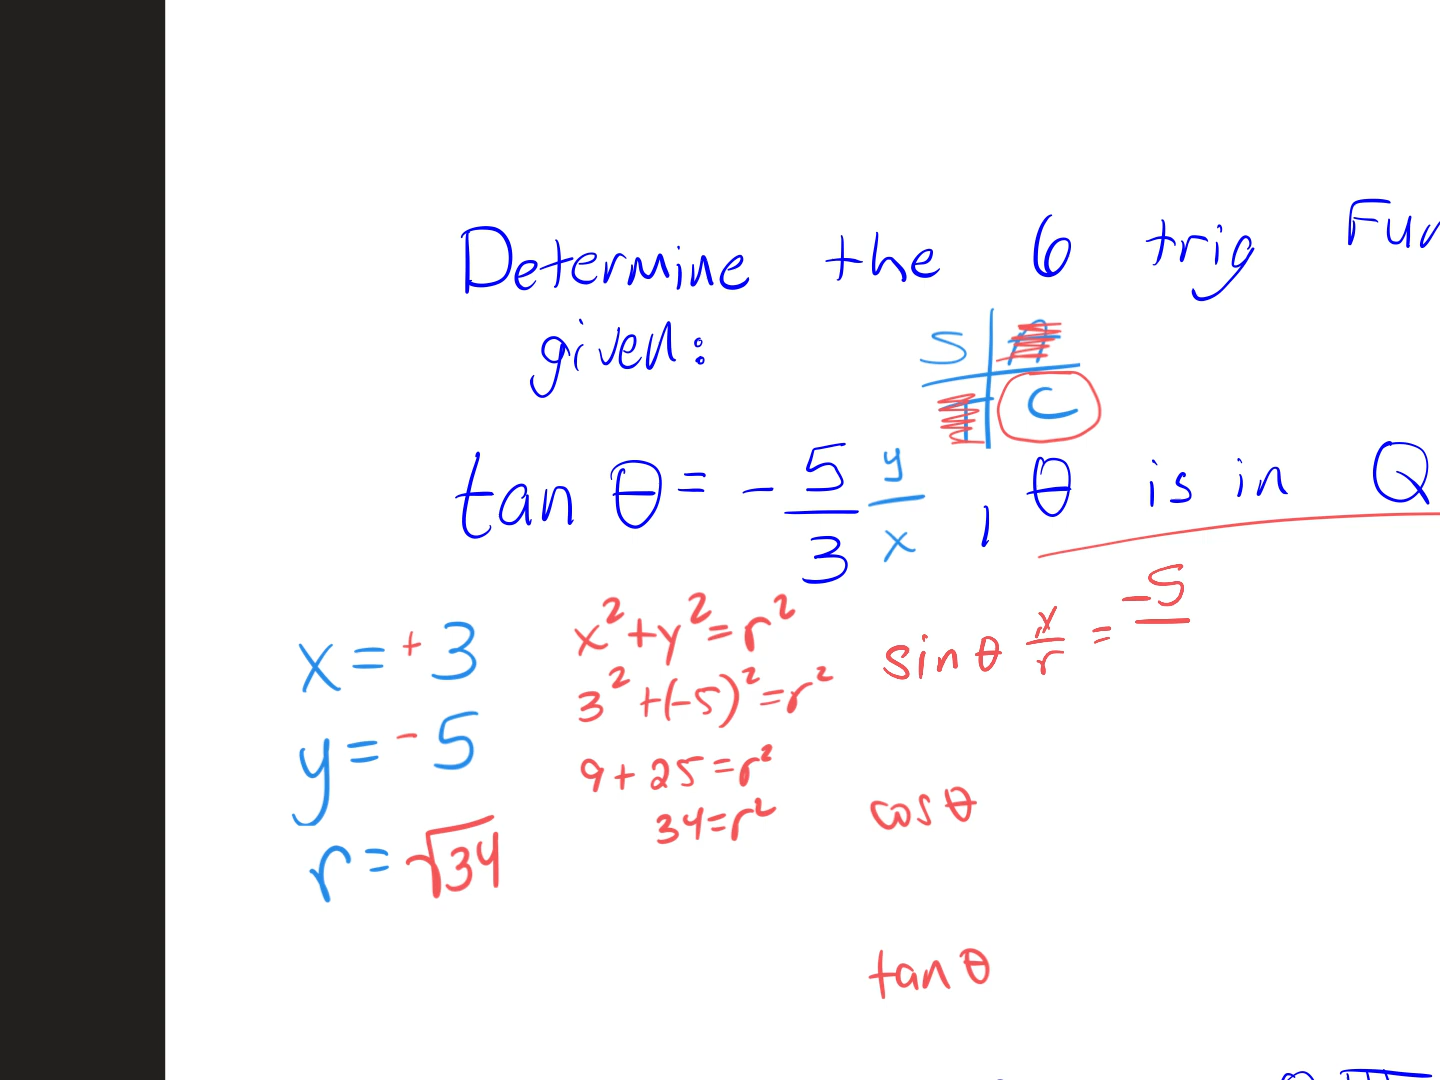 Determine the 6 trig Fun
given:
S A
T C
tan θ = - 5/3 y/x , θ is in Q
x = +3
y = -5
r = √34
x² + y² = r²
3² + (-5)² = r²
9 + 25 = r²
34 = r²
sin θ y/r = -5
cos θ
tan θ